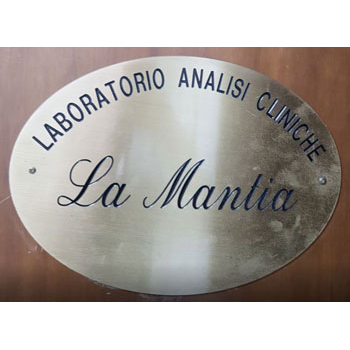 LABORATORIO ANALISI CLINICHE
La Mantia